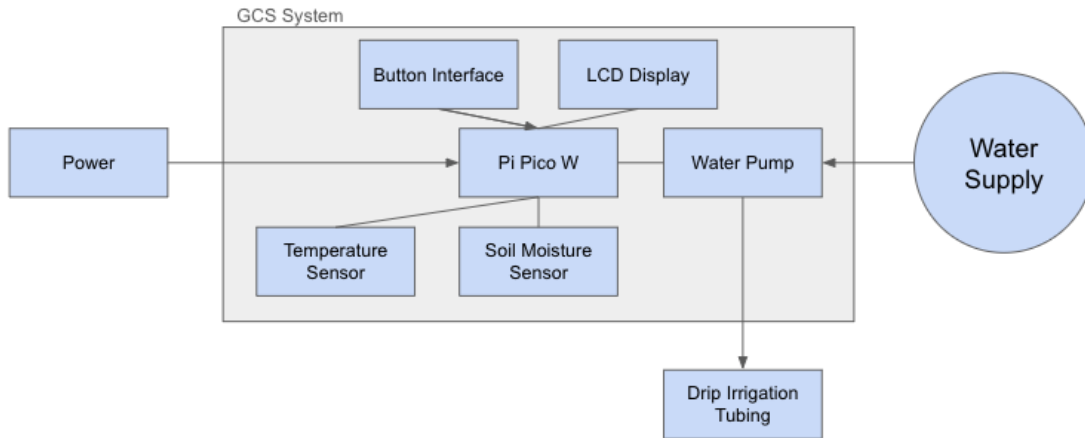 GCS System
Button Interface
LCD Display
Power
Pi Pico W
Water Pump
Water
Supply
Temperature
Sensor
Soil Moisture
Sensor
Drip Irrigation
Tubing